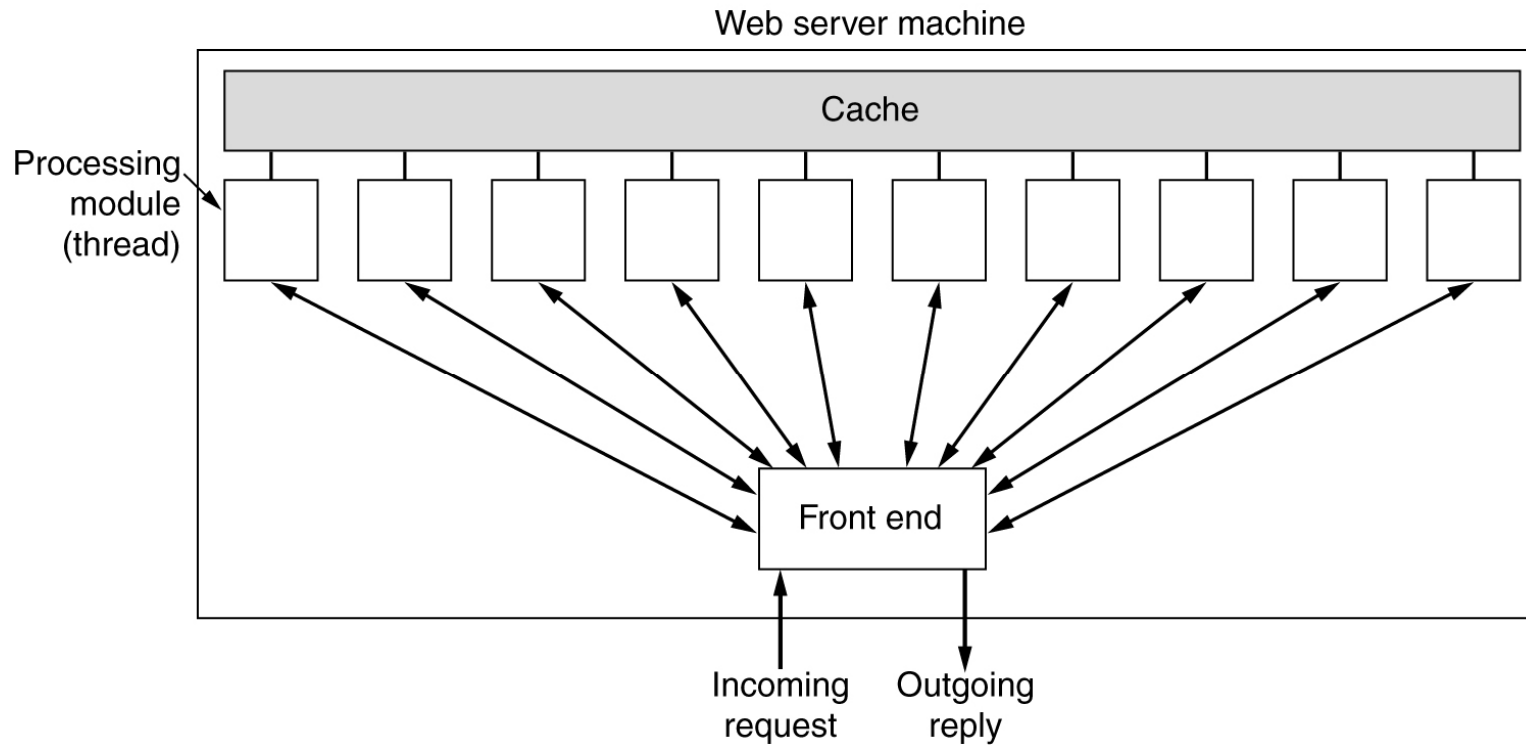 Web server machine
Cache
Processing
module
(thread)
Front end
Incoming
request
Outgoing
reply